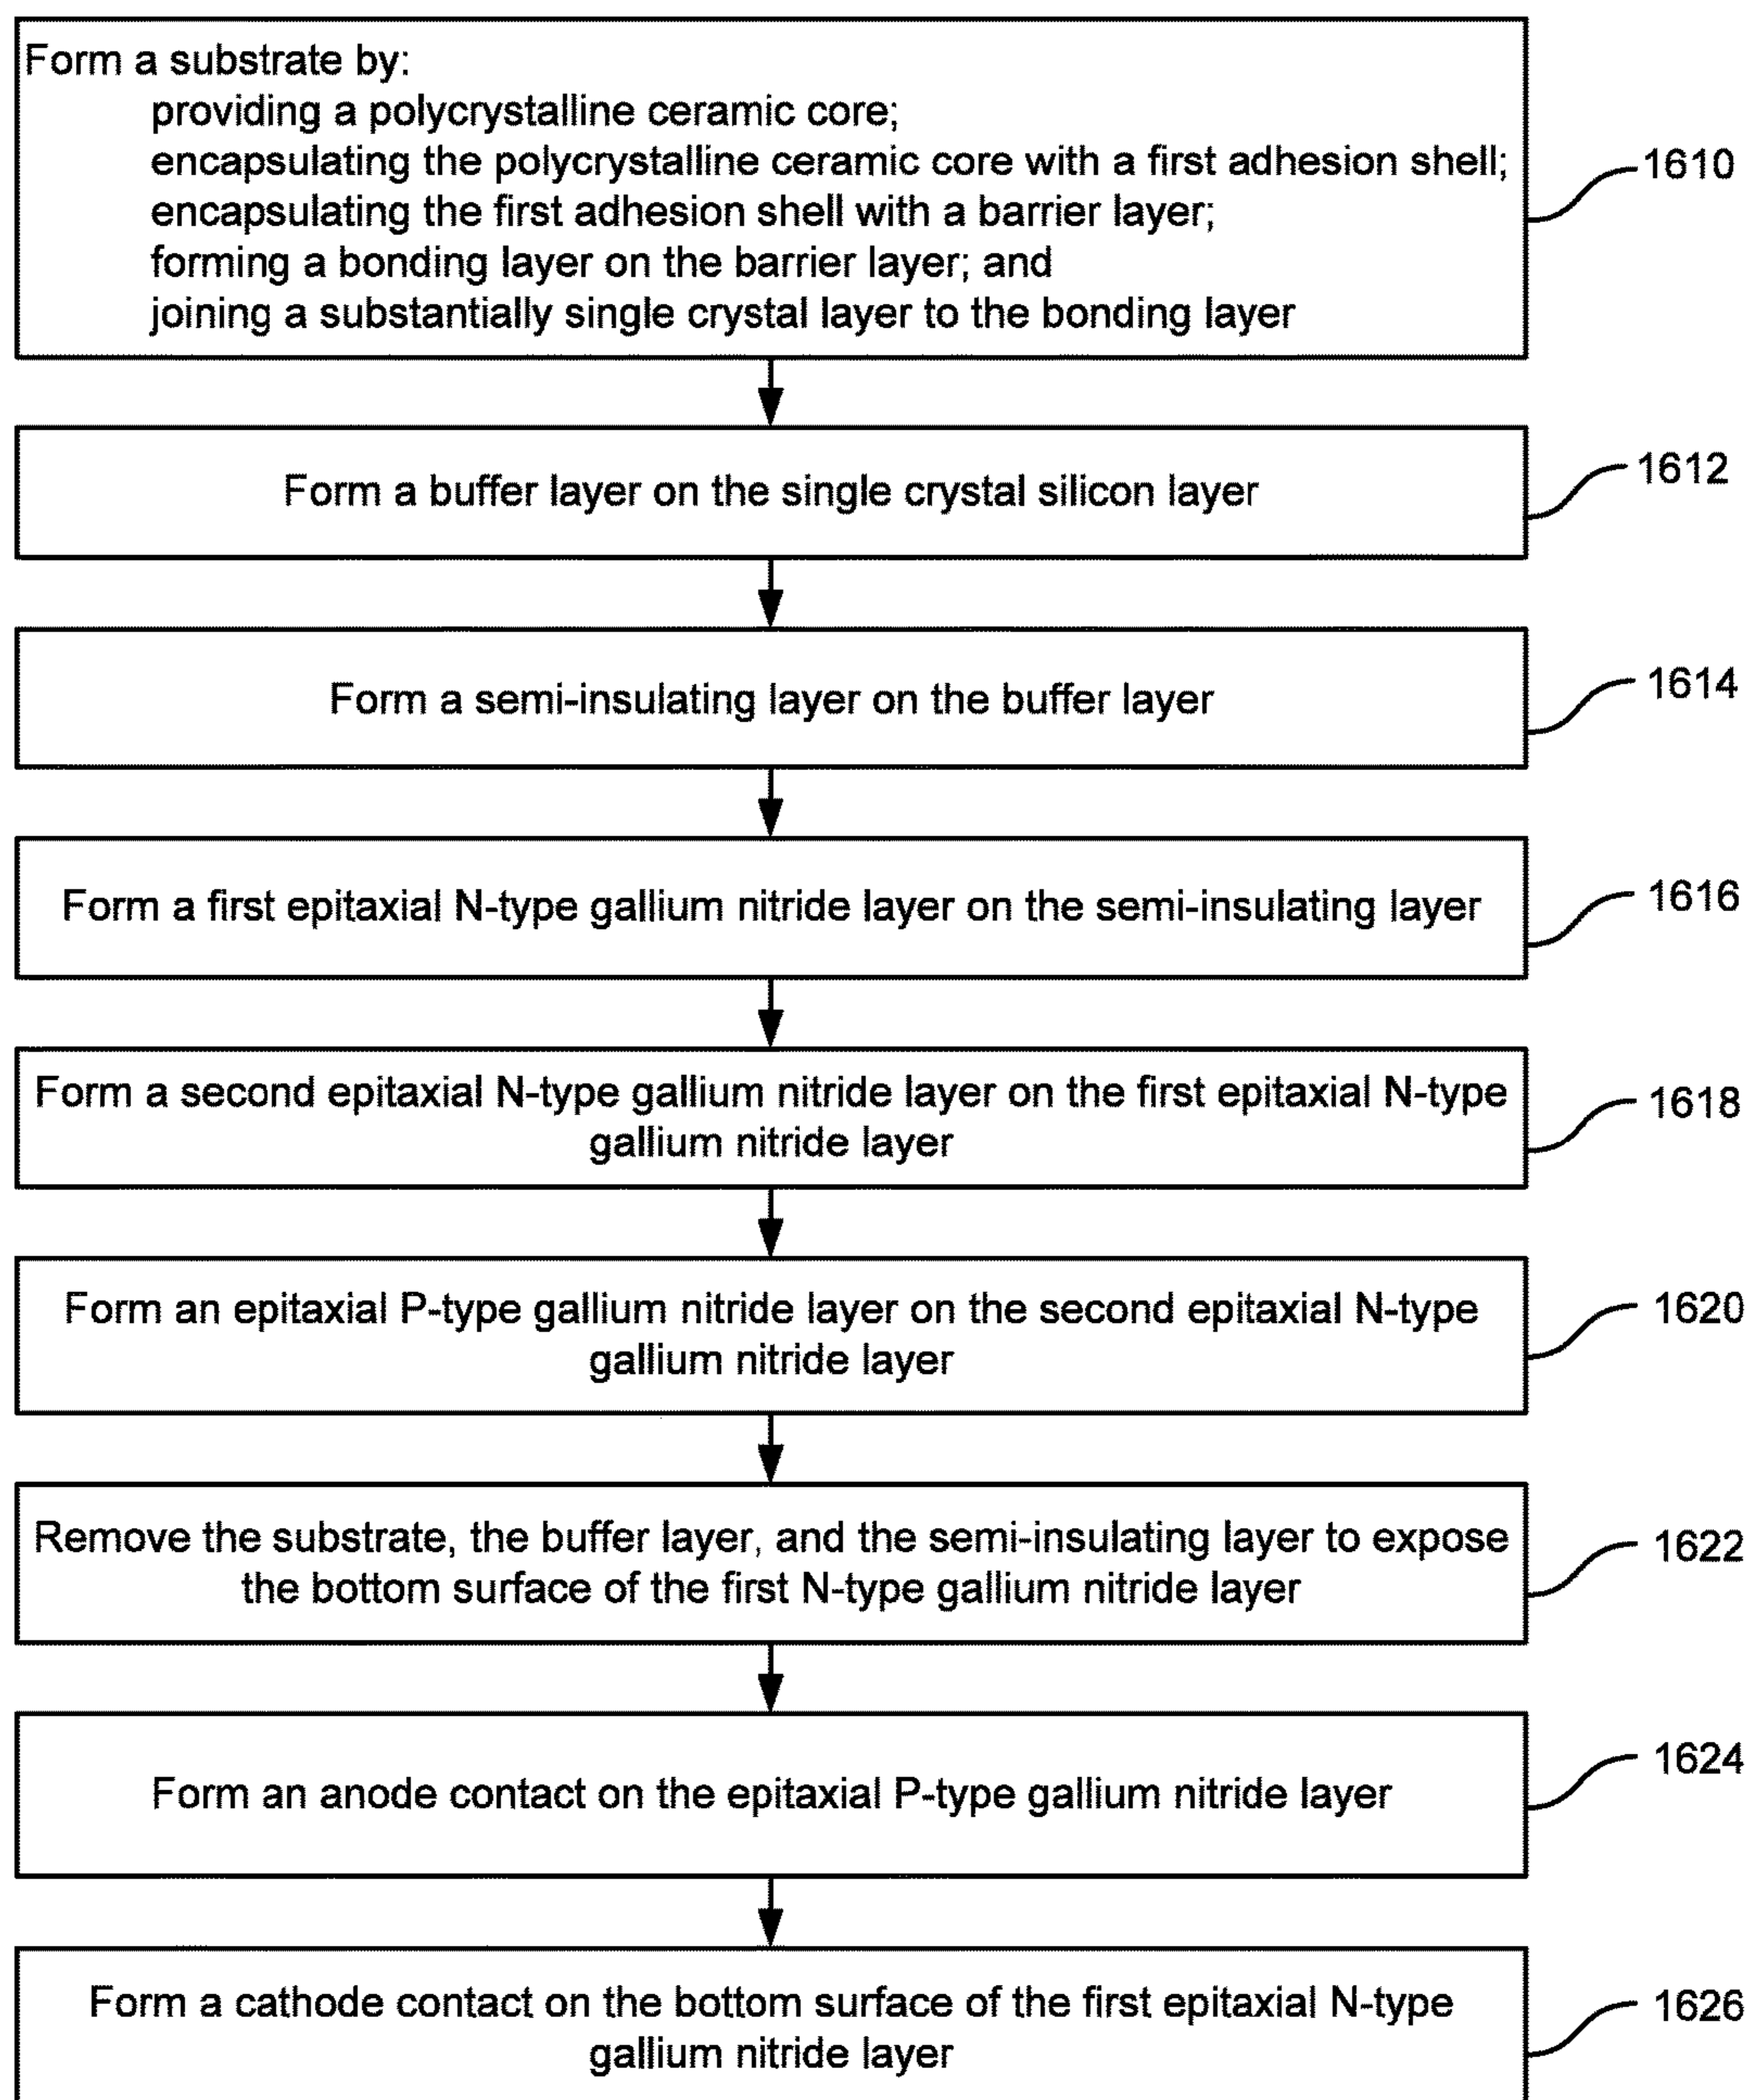 Form a substrate by:
providing a polycrystalline ceramic core;
encapsulating the polycrystalline ceramic core with a first adhesion shell;
encapsulating the first adhesion shell with a barrier layer;
forming a bonding layer on the barrier layer; and
joining a substantially single crystal layer to the bonding layer
1610
Form a buffer layer on the single crystal silicon layer
1612
Form a semi-insulating layer on the buffer layer
1614
Form a first epitaxial N-type gallium nitride layer on the semi-insulating layer
1616
Form a second epitaxial N-type gallium nitride layer on the first epitaxial N-type
gallium nitride layer
1618
Form an epitaxial P-type gallium nitride layer on the second epitaxial N-type
gallium nitride layer
1620
Remove the substrate, the buffer layer, and the semi-insulating layer to expose
the bottom surface of the first N-type gallium nitride layer
1622
Form an anode contact on the epitaxial P-type gallium nitride layer
1624
Form a cathode contact on the bottom surface of the first epitaxial N-type
gallium nitride layer
1626